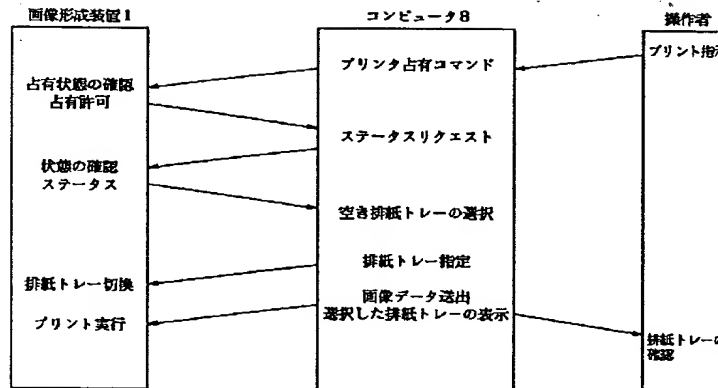 画像形成装置1
コンピュータ8
操作者
プリント指示
プリンタ占有コマンド
占有状態の確認
占有許可
ステータスリクエスト
状態の確認
ステータス
空き排紙トレーの選択
排紙トレー指定
排紙トレー切換
画像データ送出
選択した排紙トレーの表示
プリント実行
排紙トレーの
確認